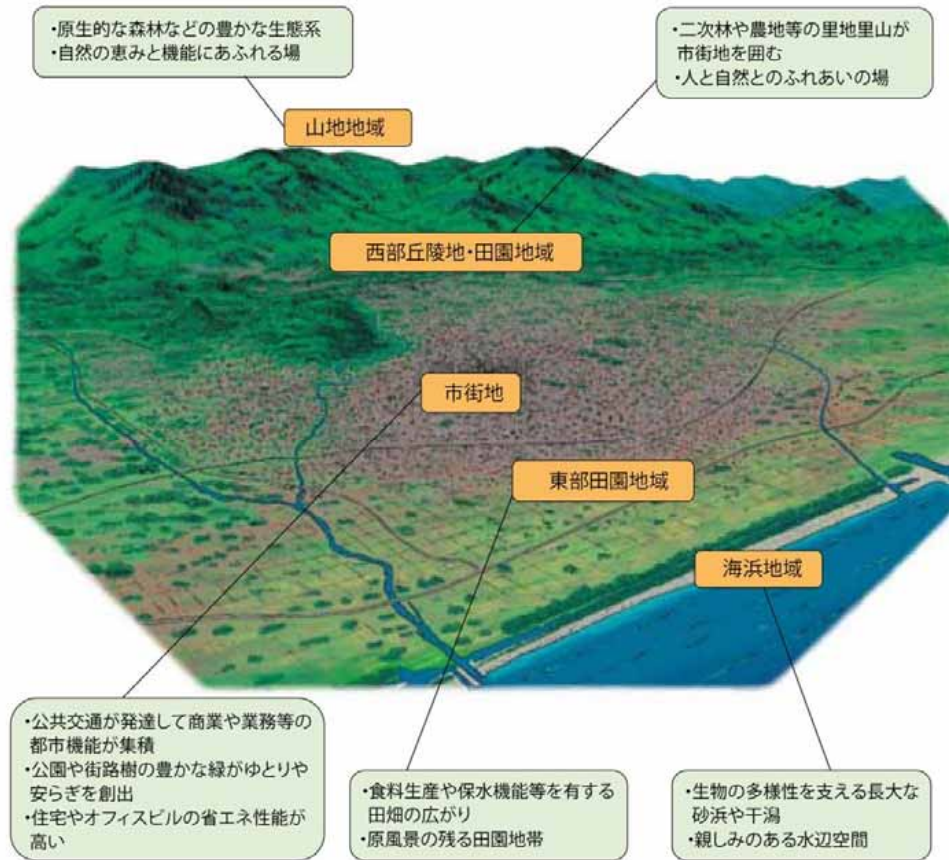 ・原生的な森林などの豊かな生態系
・自然の恵みと機能にあふれる場
・二次林や農地等の里地里山が
市街地を囲む
・人と自然とのふれあいの場
山地地域
西部丘陵地・田園地域
市街地
東部田園地域
海浜地域
・公共交通が発達して商業や業務等の
都市機能が集積
・公園や街路樹の豊かな緑がゆとりや
安らぎを創出
・住宅やオフィスビルの省エネ性能が
高い
・食料生産や保水機能等を有する
田畑の広がり
・原風景の残る田園地帯
・生物の多様性を支える長大な
砂浜や干潟
・親しみのある水辺空間